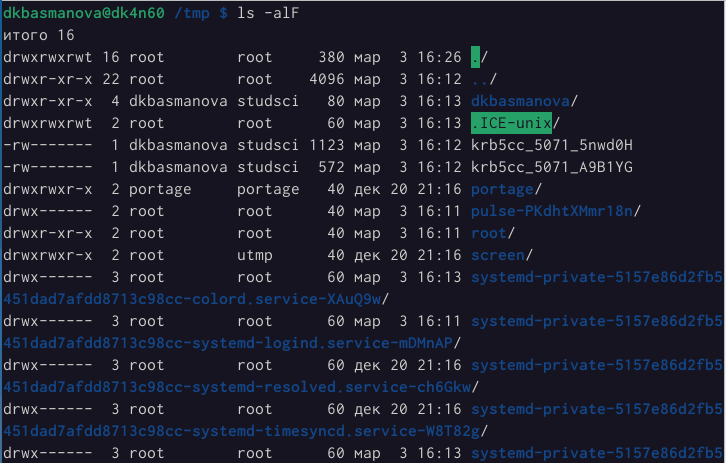 dkbasmanova@dk4n60 /tmp $ ls -alF
итого 16
drwxrwxrwt 16 root        root      380 мар  3 16:26 ./
drwxr-xr-x 22 root        root     4096 мар  3 16:12 ../
drwxr-xr-x  4 dkbasmanova studsci   80 мар  3 16:13 dkbasmanova/
drwxrwxrwt  2 root        root       60 мар  3 16:13 .ICE-unix/
-rw-------  1 dkbasmanova studsci 1123 мар  3 16:12 krb5cc_5071_5nwd0H
-rw-------  1 dkbasmanova studsci  572 мар  3 16:12 krb5cc_5071_A9B1YG
drwxrwxr-x  2 portage     portage   40 дек 20 21:16 portage/
drwx------  2 root        root       40 мар  3 16:11 pulse-PKdhtXMmr18n/
drwxr-xr-x  2 root        root       40 мар  3 16:11 root/
drwxrwxr-x  2 root        utmp       40 дек 20 21:16 screen/
drwx------  3 root        root       60 мар  3 16:13 systemd-private-5157e86d2fb5
451dad7afdd8713c98cc-colord.service-XAuQ9w/
drwx------  3 root        root       60 мар  3 16:11 systemd-private-5157e86d2fb5
451dad7afdd8713c98cc-systemd-logind.service-mDMnAP/
drwx------  3 root        root       60 дек 20 21:16 systemd-private-5157e86d2fb5
451dad7afdd8713c98cc-systemd-resolved.service-ch6Gkw/
drwx------  3 root        root       60 дек 20 21:16 systemd-private-5157e86d2fb5
451dad7afdd8713c98cc-systemd-timesyncd.service-W8T82g/
drwx------  3 root        root       60 мар  3 16:13 systemd-private-5157e86d2fb5